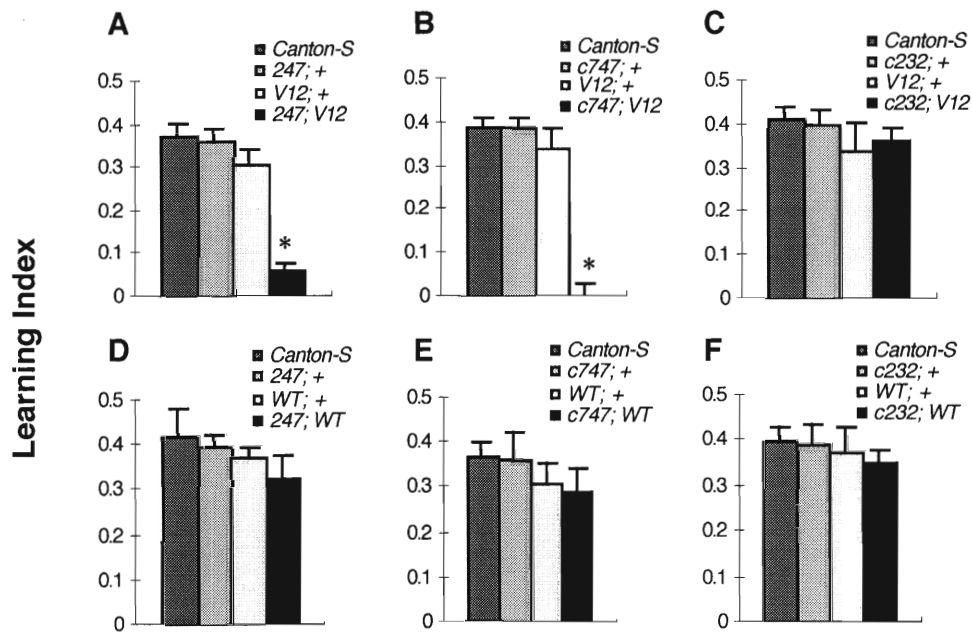 Learning Index
A
Canton-S
247; +
V12; +
247; V12
0.5
0.4
0.3
0.2
0.1
0
*
B
Canton-S
c747; +
V12; +
c747; V12
0.5
0.4
0.3
0.2
0.1
0
*
C
Canton-S
c232; +
V12; +
c232; V12
0.5
0.4
0.3
0.2
0.1
0
D
Canton-S
247; +
WT; +
247; WT
0.5
0.4
0.3
0.2
0.1
0
E
Canton-S
c747; +
WT; +
c747; WT
0.5
0.4
0.3
0.2
0.1
0
F
Canton-S
c232; +
WT; +
c232; WT
0.5
0.4
0.3
0.2
0.1
0